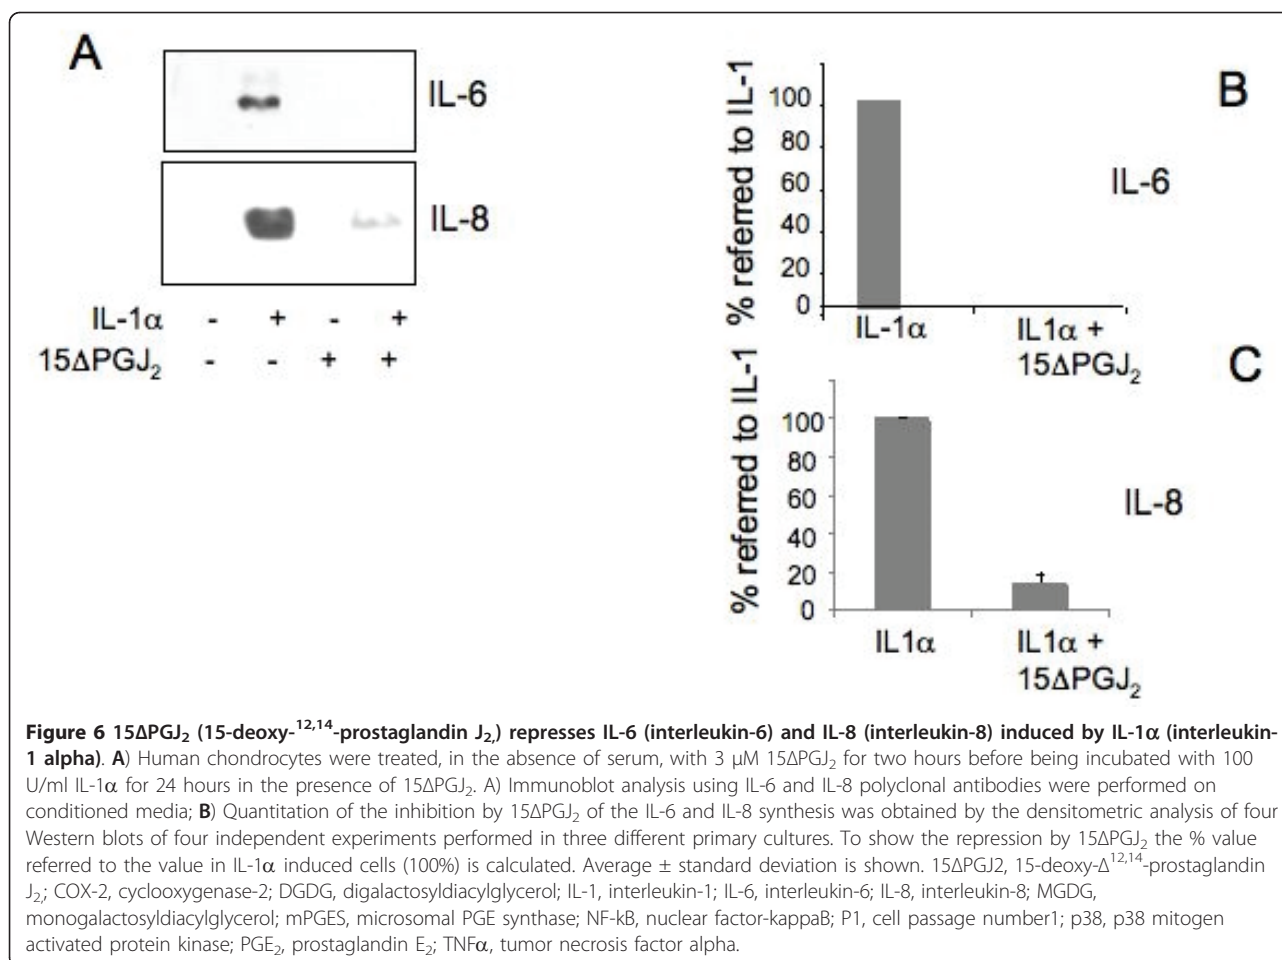 A
IL-6
IL-8
IL-1α - + - +
15ΔPGJ₂ - - + +
B
% referred to IL-1
100
80
60
40
20
0
IL-6
IL-1α IL1α +
15ΔPGJ₂
C
% referred to IL-1
100
80
60
40
20
0
IL-8
IL1α IL1α +
15ΔPGJ₂
Figure 6 15ΔPGJ₂ (15-deoxy-¹²,¹⁴-prostaglandin J₂,) represses IL-6 (interleukin-6) and IL-8 (interleukin-8) induced by IL-1α (interleukin-
1 alpha). A) Human chondrocytes were treated, in the absence of serum, with 3 μM 15ΔPGJ₂ for two hours before being incubated with 100
U/ml IL-1α for 24 hours in the presence of 15ΔPGJ₂. A) Immunoblot analysis using IL-6 and IL-8 polyclonal antibodies were performed on
conditioned media; B) Quantitation of the inhibition by 15ΔPGJ₂ of the IL-6 and IL-8 synthesis was obtained by the densitometric analysis of four
Western blots of four independent experiments performed in three different primary cultures. To show the repression by 15ΔPGJ₂ the % value
referred to the value in IL-1α induced cells (100%) is calculated. Average ± standard deviation is shown. 15ΔPGJ2, 15-deoxy-Δ¹²,¹⁴-prostaglandin
J₂,; COX-2, cyclooxygenase-2; DGDG, digalactosyldiacylglycerol; IL-1, interleukin-1; IL-6, interleukin-6; IL-8, interleukin-8; MGDG,
monogalactosyldiacylglycerol; mPGES, microsomal PGE synthase; NF-kB, nuclear factor-kappaB; P1, cell passage number1; p38, p38 mitogen
activated protein kinase; PGE₂, prostaglandin E₂; TNFα, tumor necrosis factor alpha.